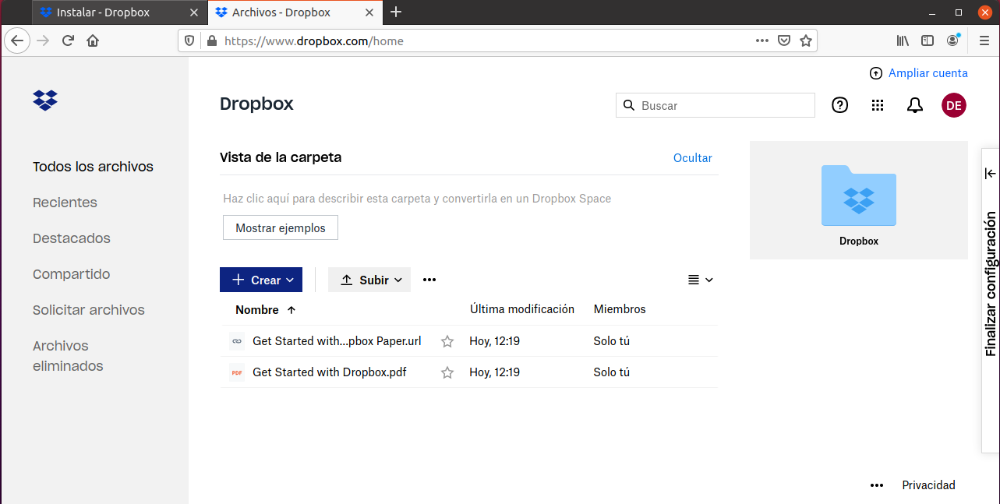 Instalar - Dropbox
Archivos - Dropbox
https://www.dropbox.com/home
Ampliar cuenta
Dropbox
Buscar
DE
Todos los archivos
Recientes
Destacados
Compartido
Solicitar archivos
Archivos
eliminados
Vista de la carpeta
Ocultar
Haz clic aquí para describir esta carpeta y convertirla en un Dropbox Space
Mostrar ejemplos
Dropbox
Finalizar configuración
Crear
Subir
Nombre Última modificación Miembros
Get Started with...pbox Paper.url Hoy, 12:19 Solo tú
PDF Get Started with Dropbox.pdf Hoy, 12:19 Solo tú
Privacidad